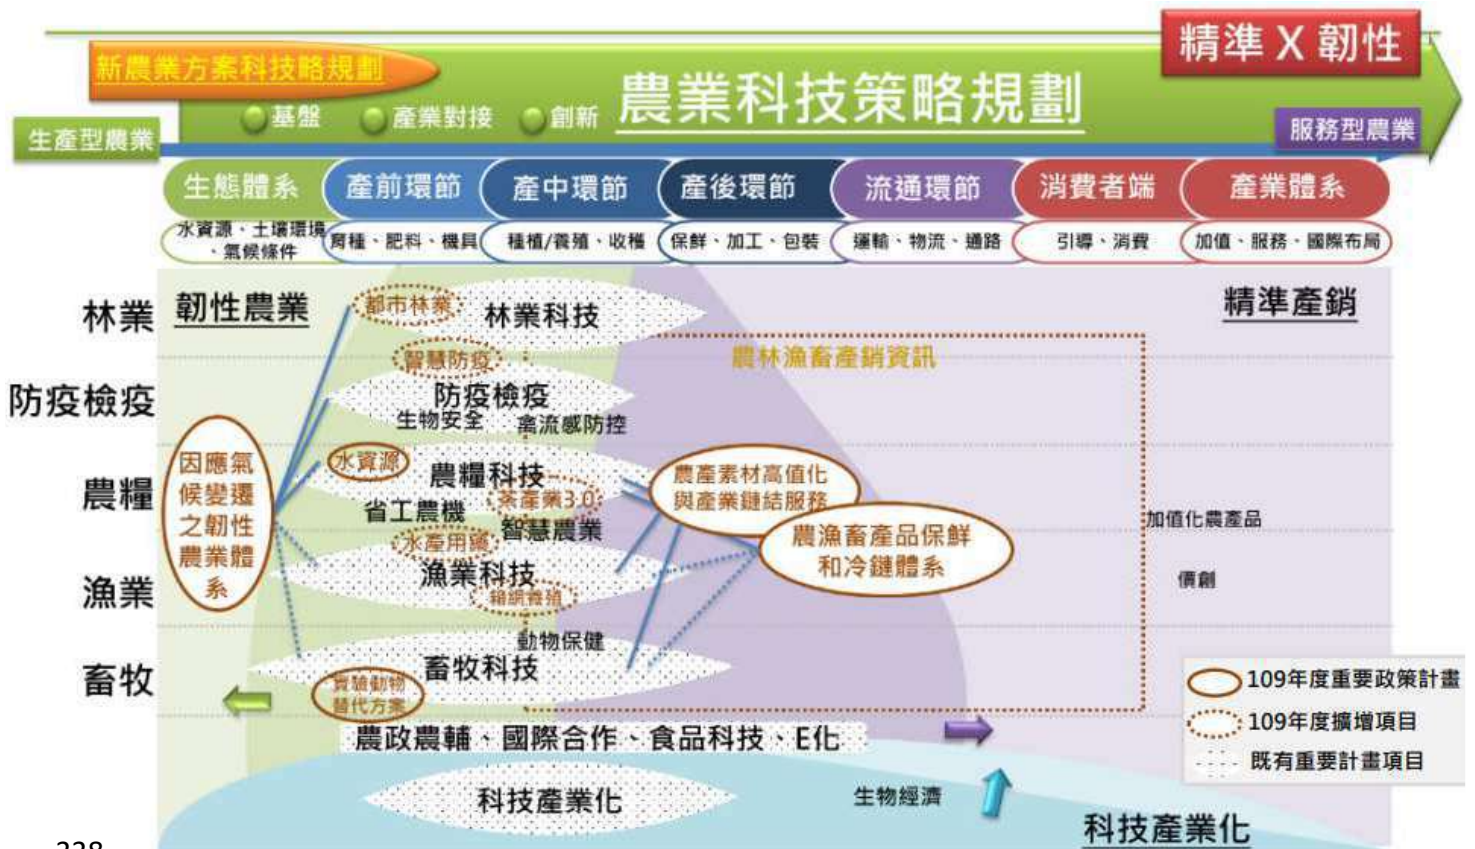 精準 X 韌性
新農業方案科技略規劃
農業科技策略規劃
基盤
產業對接
創新
生產型農業
服務型農業
生態體系
產前環節
產中環節
產後環節
流通環節
消費者端
產業體系
水資源、土壤環境
、氣候條件
育種、肥料、機具
種植/養殖、收穫
保鮮、加工、包裝
運輸、物流、通路
引導、消費
加值、服務、國際布局
林業
韌性農業
都市林業
林業科技
精準產銷
智慧防疫
農林漁畜產銷資訊
防疫檢疫
防疫檢疫
生物安全
禽流感防控
因應氣
候變遷
之韌性
農業體
系
農糧
水資源
農糧科技
茶產業3.0
省工農機
智慧農業
農產素材高值化
與產業鏈結服務
農漁畜產品保鮮
和冷鏈體系
加值化農產品
價創
漁業
水產用藥
漁業科技
箱網養殖
動物保健
畜牧
畜牧科技
實驗動物
替代方案
109年度重要政策計畫
109年度擴增項目
既有重要計畫項目
農政農輔、國際合作、食品科技、E化
科技產業化
生物經濟
科技產業化